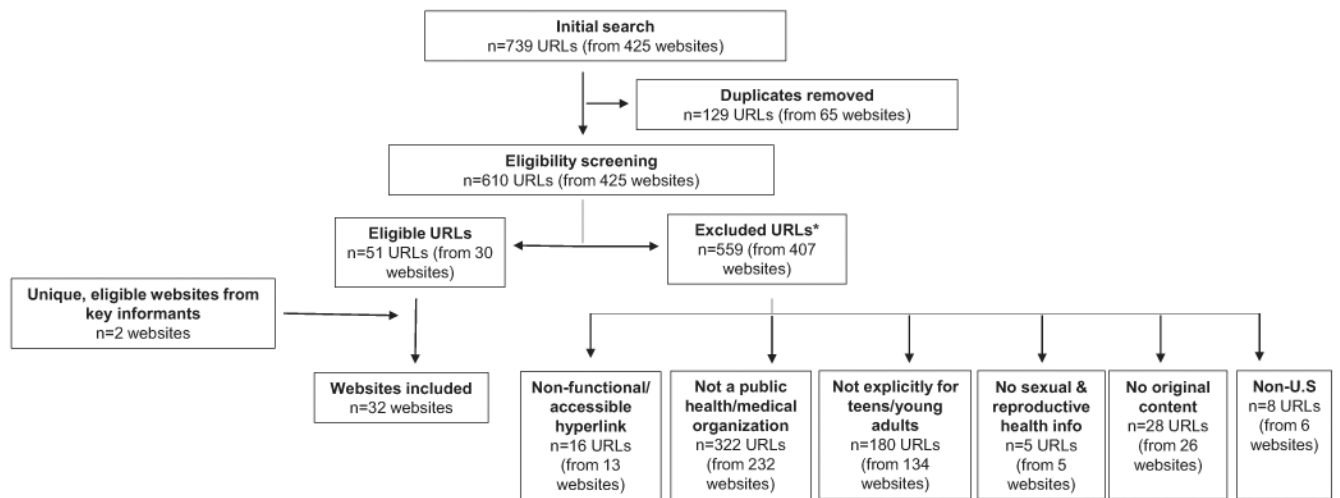 Initial search
n=739 URLs (from 425 websites)
Duplicates removed
n=129 URLs (from 65 websites)
Eligibility screening
n=610 URLs (from 425 websites)
Eligible URLs
n=51 URLs (from 30
websites)
Excluded URLs*
n=559 (from 407
websites)
Unique, eligible websites from
key informants
n=2 websites
Websites included
n=32 websites
Non-functional/
accessible
hyperlink
n=16 URLs
(from 13
websites)
Not a public
health/medical
organization
n=322 URLs
(from 232
websites)
Not explicitly for
teens/young
adults
n=180 URLs
(from 134
websites)
No sexual &
reproductive
health info
n=5 URLs
(from 5
websites)
No original
content
n=28 URLs
(from 26
websites)
Non-U.S
n=8 URLs
(from 6
websites)